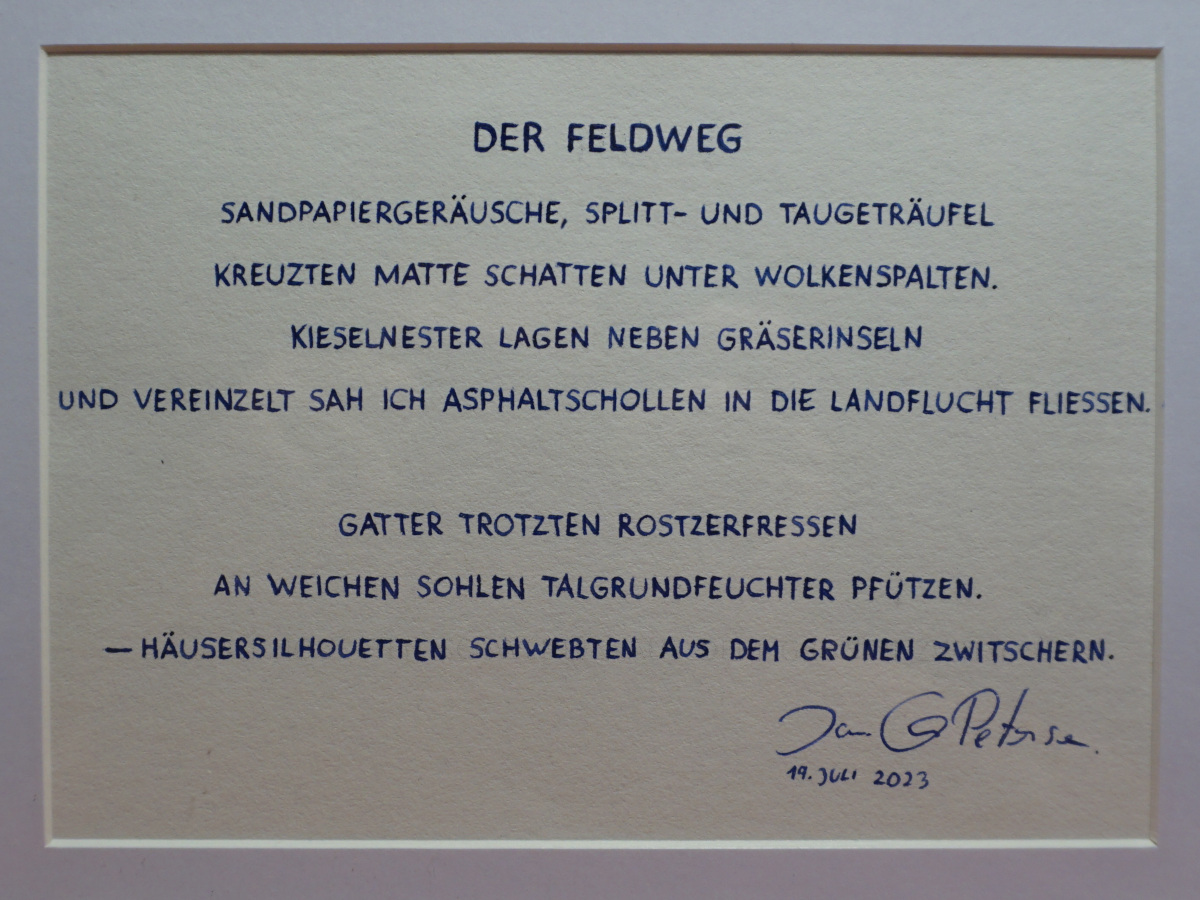 DER FELDWEG
SANDPAPIERGERÄUSCHE, SPLITT- UND TAUGETRÄUFEL
KREUZTEN MATTE SCHATTEN UNTER WOLKENSPALTEN.
KIESELNESTER LAGEN NEBEN GRÄSERINSELN
UND VEREINZELT SAH ICH ASPHALTSCHOLLEN IN DIE LANDFLUCHT FLIESSEN.
GATTER TROTZTEN ROSTZERFRESSEN
AN WEICHEN SOHLEN TALGRUNDFEUCHTER PFÜTZEN.
— HÄUSERSILHOUETTEN SCHWEBTEN AUS DEM GRÜNEN ZWITSCHERN.
Jan G Petersen.
19. JULI 2023